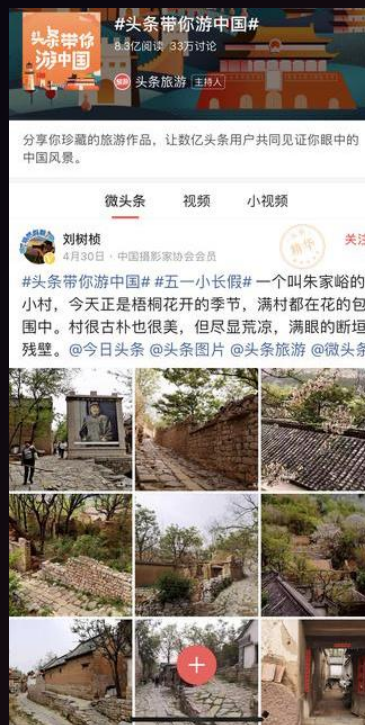 头条带你
游中国
#头条带你游中国#
8.3亿阅读 33万讨论
头条旅游 主持人
分享你珍藏的旅游作品，让数亿头条用户共同见证你眼中的
中国风景。
微头条 视频 小视频
刘树桢
4月30日 · 中国摄影家协会会员
精华
关注
#头条带你游中国# #五一小长假# 一个叫朱家峪的
小村，今天正是梧桐花开的季节，满村都在花的包
围中。村很古朴也很美，但尽显荒凉，满眼的断垣
残壁。@今日头条 @头条图片 @头条旅游 @微头条